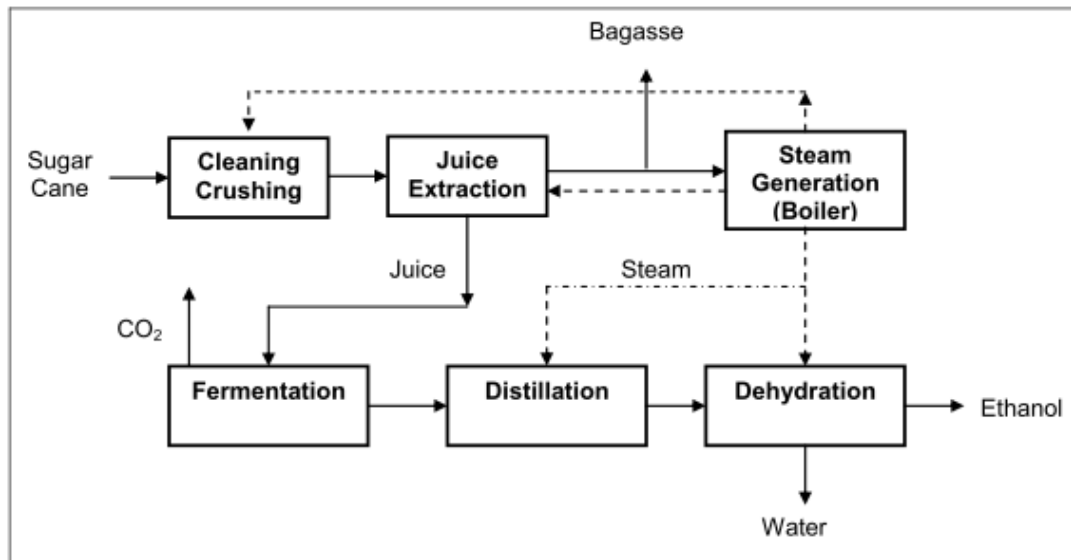 Bagasse
Sugar
Cane
Cleaning
Crushing
Juice
Extraction
Steam
Generation
(Boiler)
Juice
Steam
CO₂
Fermentation
Distillation
Dehydration
Ethanol
Water